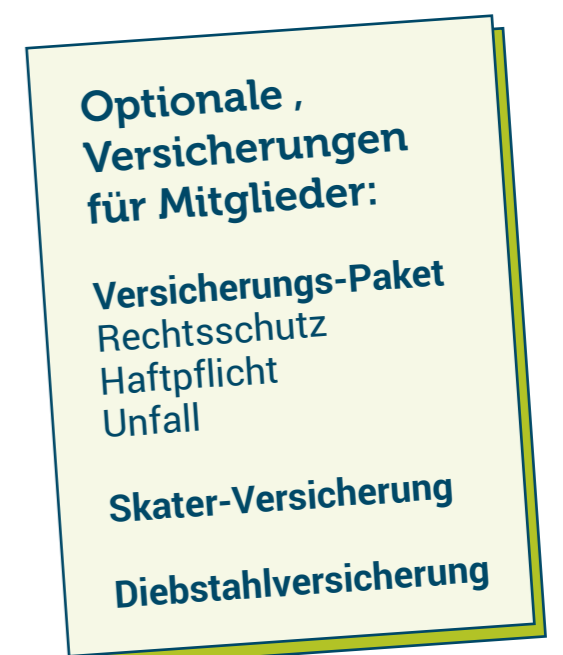 Optionale ,
Versicherungen
für Mitglieder:
Versicherungs-Paket
Rechtsschutz
Haftpflicht
Unfall
Skater-Versicherung
Diebstahlversicherung